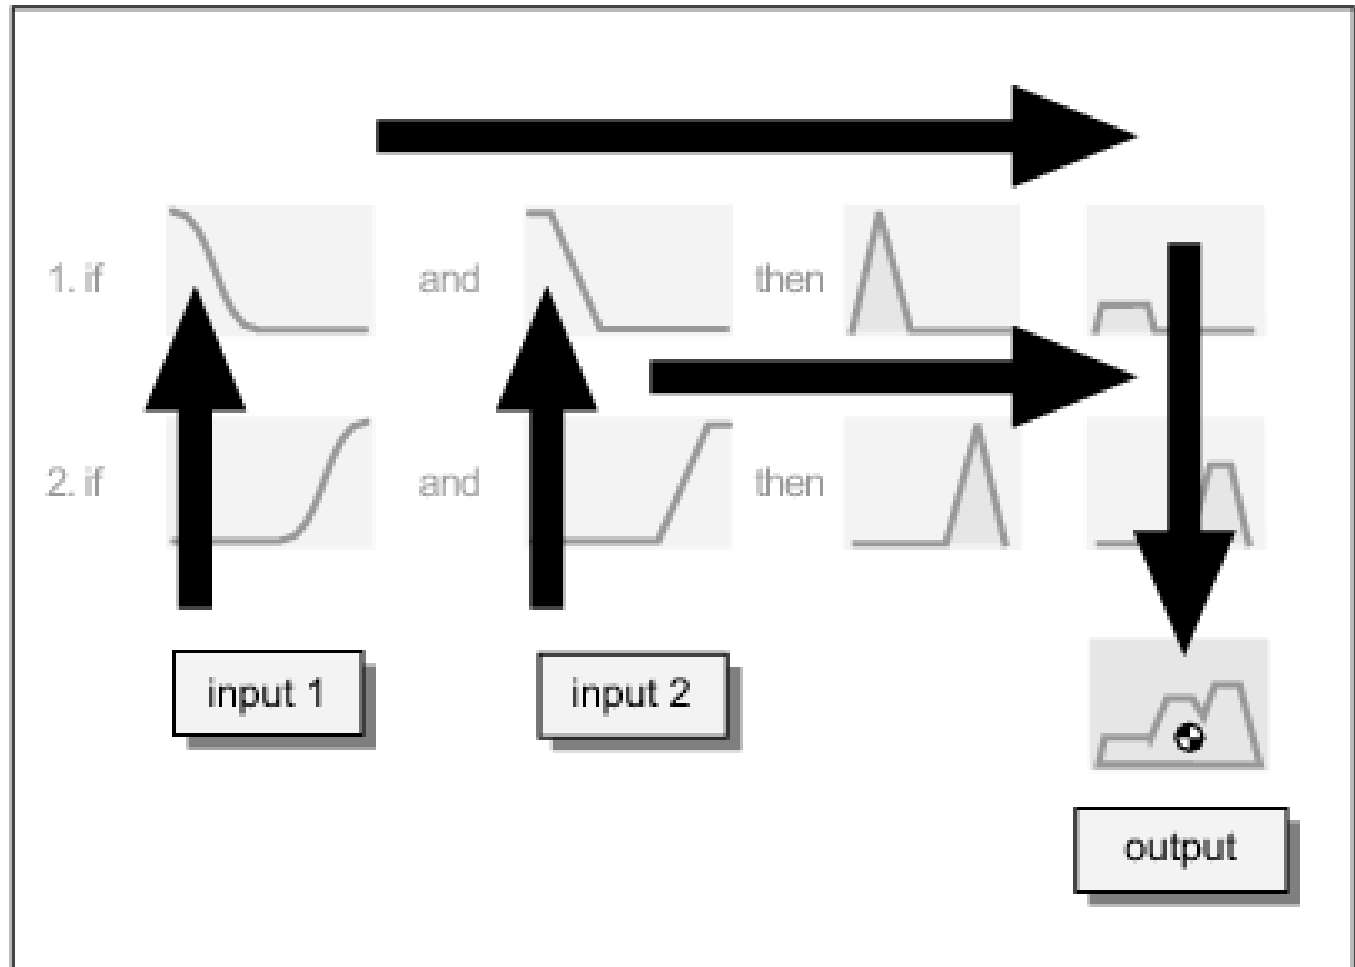 1. if and then
2. if and then
input 1 input 2
output